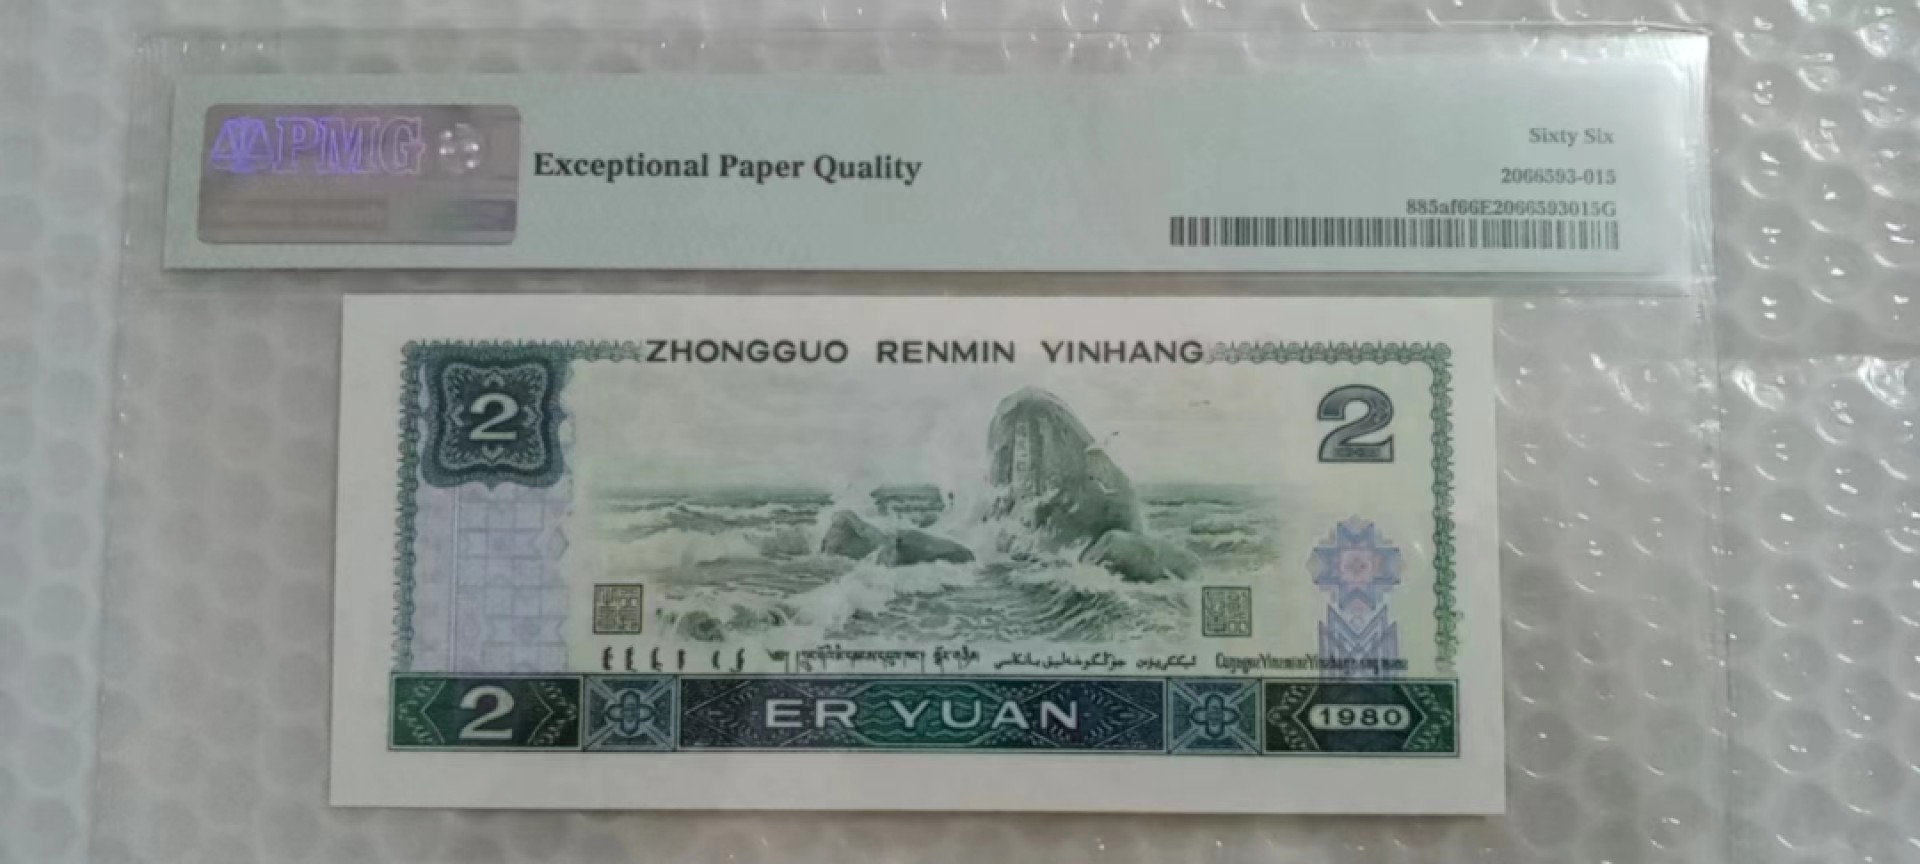 PMG
Exceptional Paper Quality
Sixty Six
2066593-015
885af66E2066593015G
ZHONGGUO RENMIN YINHANG
2
2
2
ER YUAN
1980